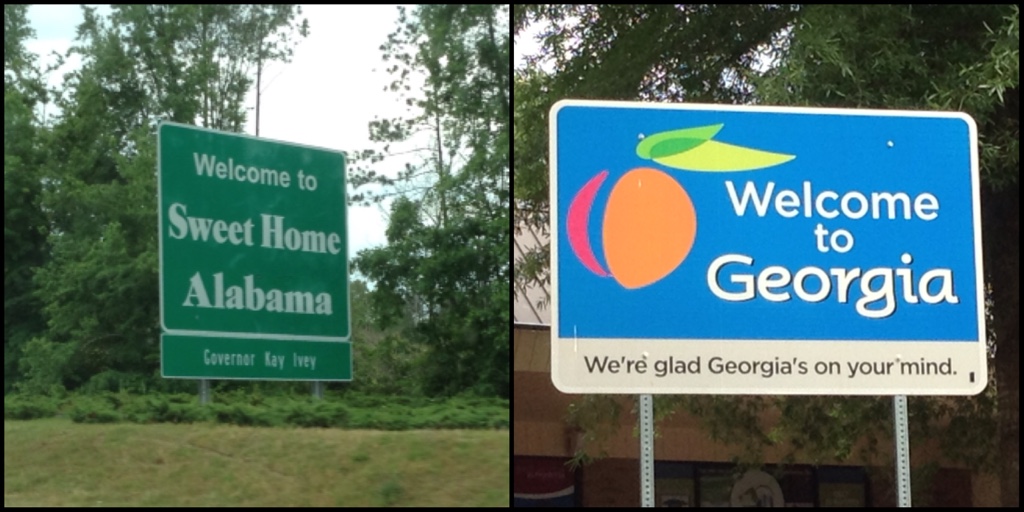 Welcome to
Sweet Home
Alabama
Governor Kay Ivey
Welcome
to
Georgia
We're glad Georgia's on your mind.